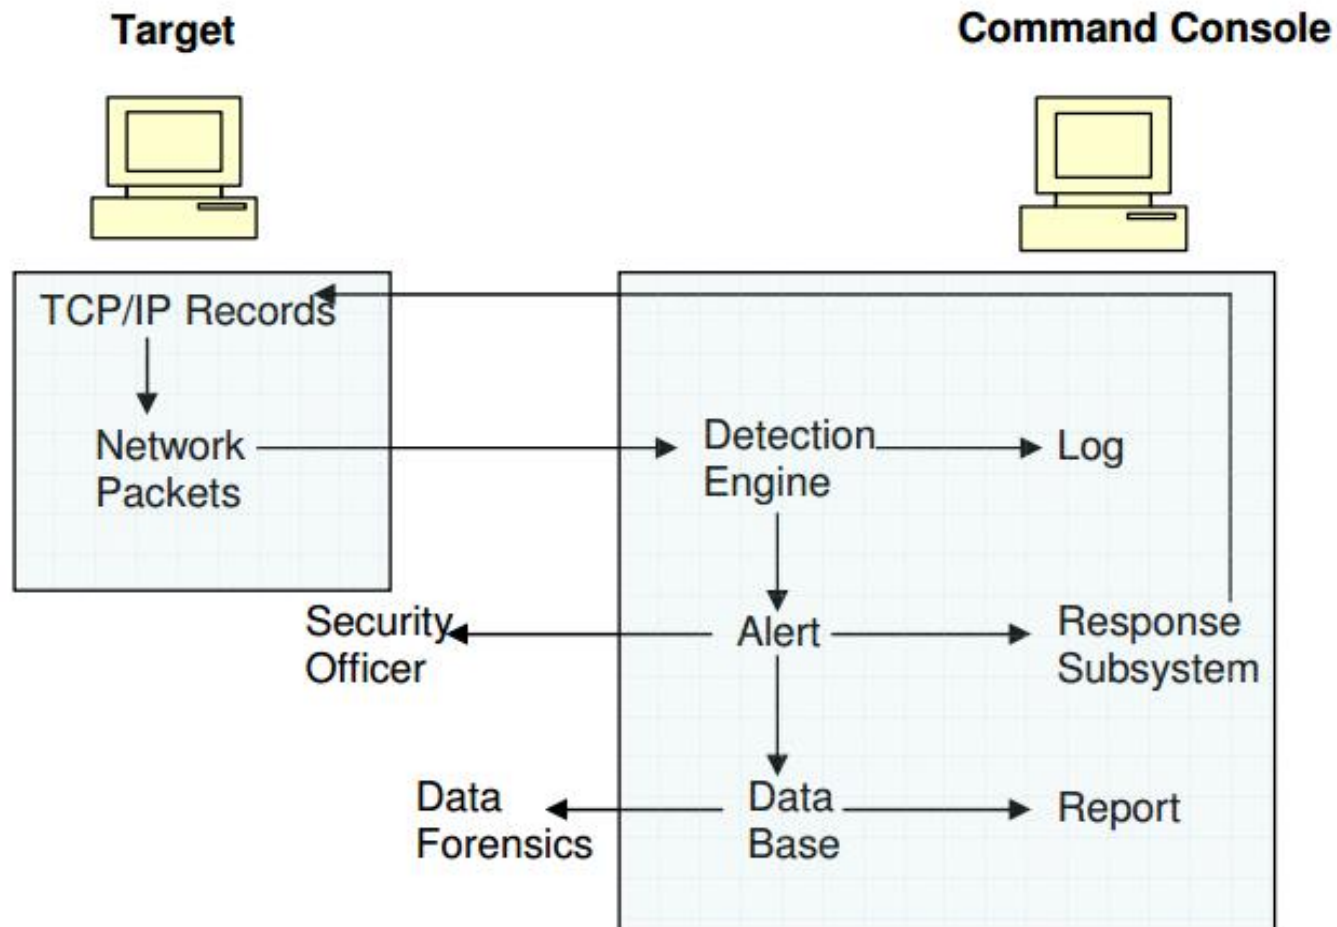 Target
Command Console
TCP/IP Records
Network
Packets
Detection
Engine
Log
Security
Officer
Alert
Response
Subsystem
Data
Forensics
Data
Base
Report